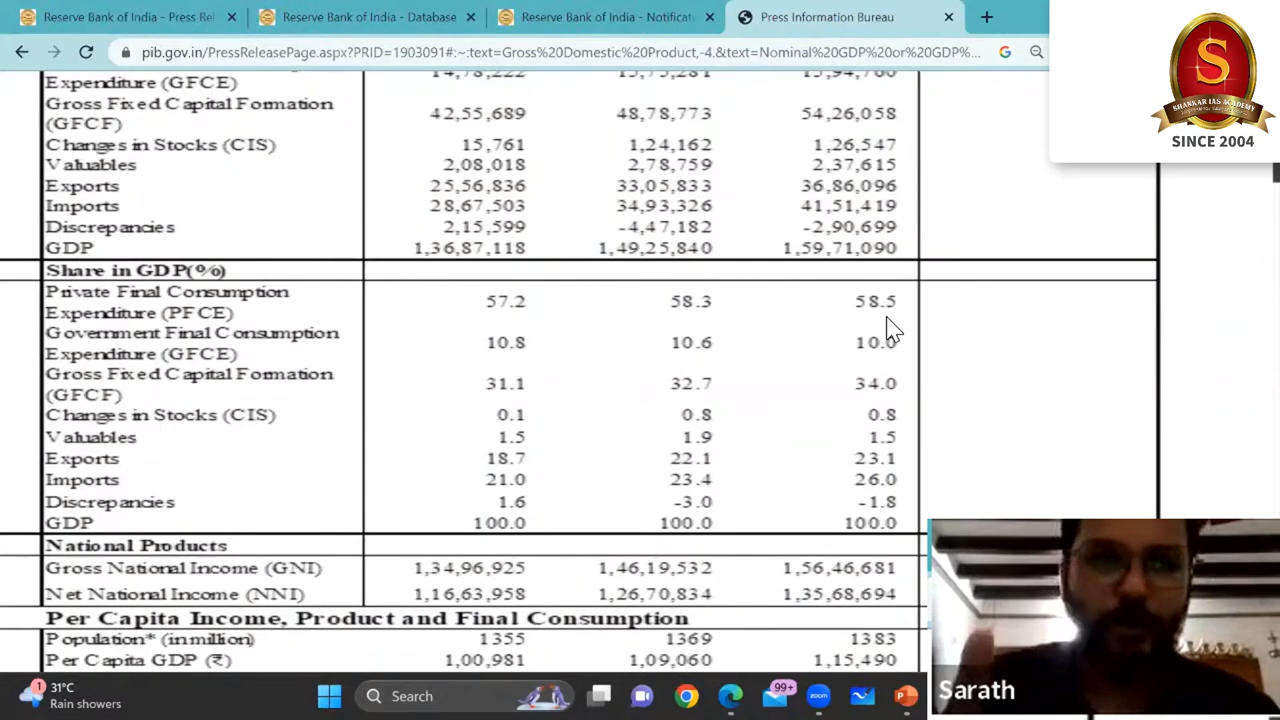 Reserve Bank of India - Press Rel
Reserve Bank of India - Database
Reserve Bank of India - Notificat
Press Information Bureau
pib.gov.in/PressReleasePage.aspx?PRID=1903091#:~:text=Gross%20Domestic%20Product,-4.&text=Nominal%20GDP%20or%20GDP%...
S
SHANKAR IAS ACADEMY
SINCE 2004
Expenditure (GFCE) 14,78,222 15,75,281 15,94,760
Gross Fixed Capital Formation
(GFCF) 42,55,689 48,78,773 54,26,058
Changes in Stocks (CIS) 15,761 1,24,162 1,26,547
Valuables 2,08,018 2,78,759 2,37,615
Exports 25,56,836 33,05,833 36,86,096
Imports 28,67,503 34,93,326 41,51,419
Discrepancies 2,15,599 -4,47,182 -2,90,699
GDP 1,36,87,118 1,49,25,840 1,59,71,090
Share in GDP(%)
Private Final Consumption
Expenditure (PFCE) 57.2 58.3 58.5
Government Final Consumption
Expenditure (GFCE) 10.8 10.6 10.0
Gross Fixed Capital Formation
(GFCF) 31.1 32.7 34.0
Changes in Stocks (CIS) 0.1 0.8 0.8
Valuables 1.5 1.9 1.5
Exports 18.7 22.1 23.1
Imports 21.0 23.4 26.0
Discrepancies 1.6 -3.0 -1.8
GDP 100.0 100.0 100.0
National Products
Gross National Income (GNI) 1,34,96,925 1,46,19,532 1,56,46,681
Net National Income (NNI) 1,16,63,958 1,26,70,834 1,35,68,694
Per Capita Income, Product and Final Consumption
Population* (in million) 1355 1369 1383
Per Capita GDP (₹) 1,00,981 1,09,060 1,15,490
Sarath
1
31°C
Rain showers
Search
99+
zoom